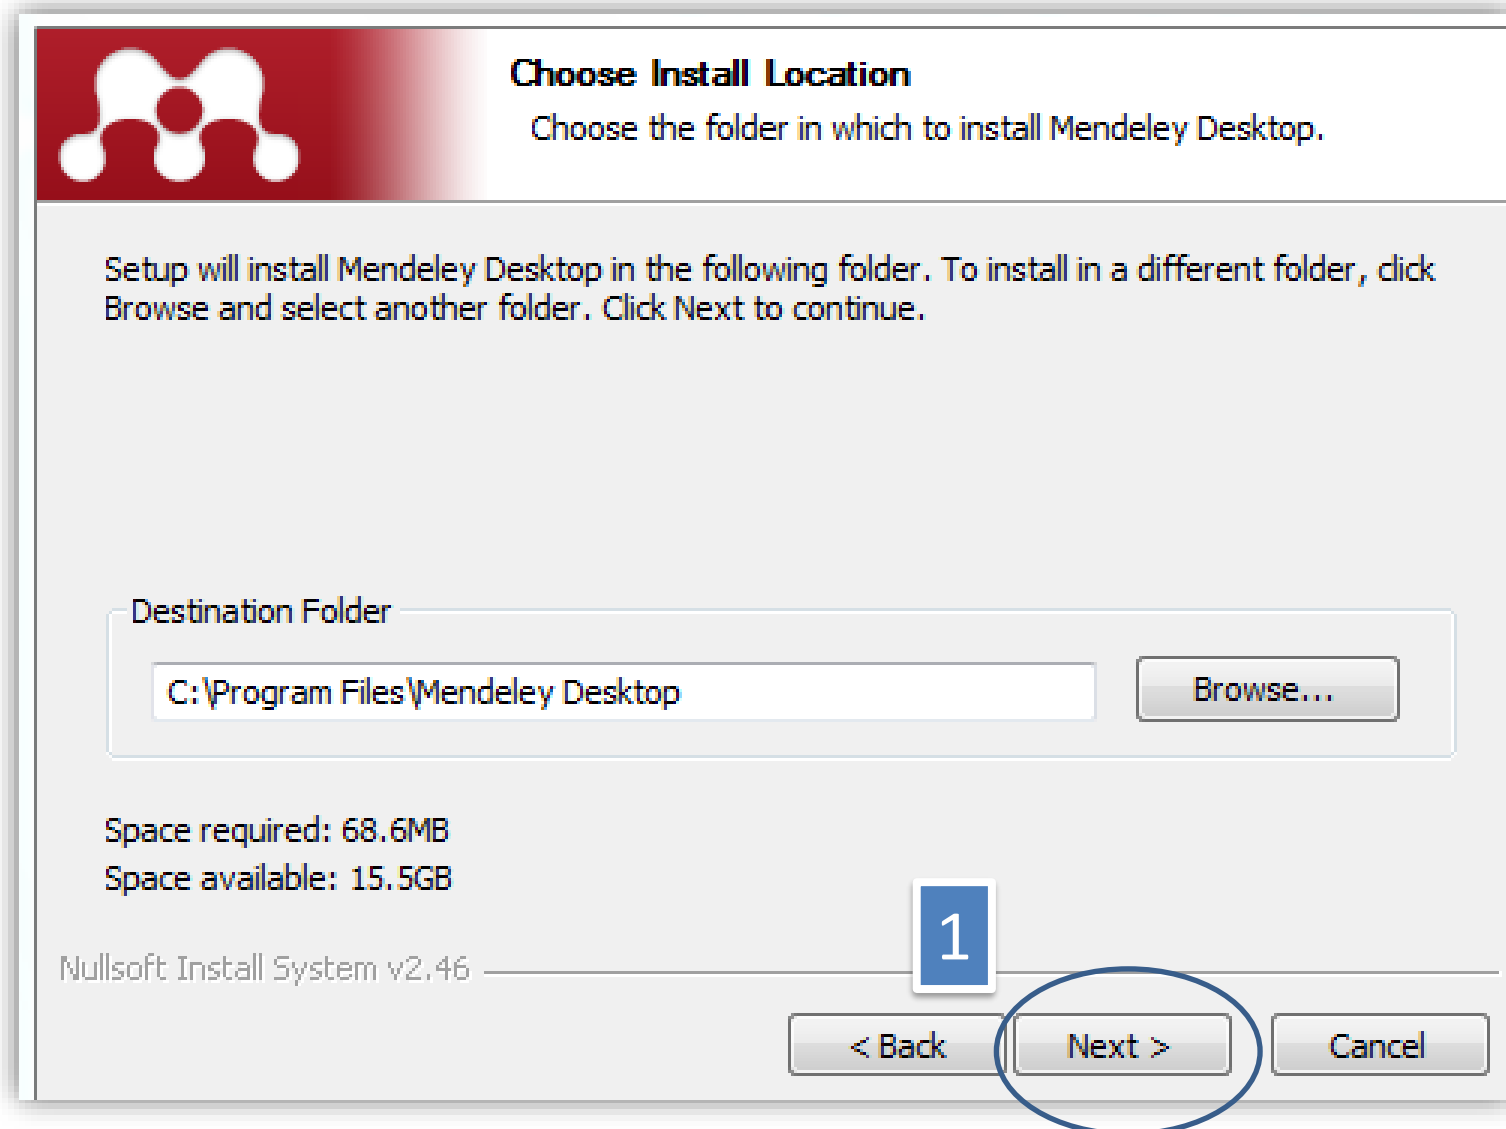 Choose Install Location
Choose the folder in which to install Mendeley Desktop.
Setup will install Mendeley Desktop in the following folder. To install in a different folder, click
Browse and select another folder. Click Next to continue.
Destination Folder
C:\Program Files\Mendeley Desktop
Browse...
Space required: 68.6MB
Space available: 15.5GB
1
Nullsoft Install System v2.46
< Back
Next >
Cancel